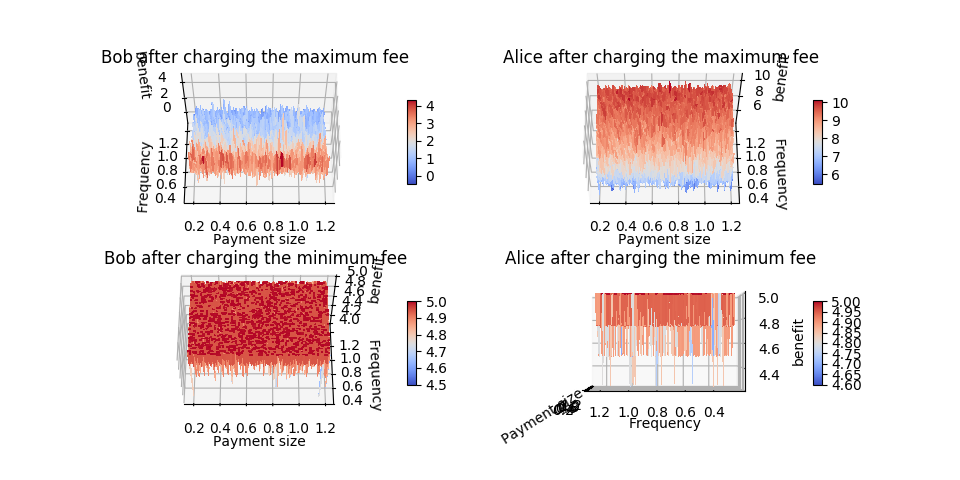 Bob after charging the maximum fee
benefit
4
2
0
1.2
1.0
0.8
0.6
0.4
Frequency
0.2 0.4 0.6 0.8 1.0 1.2
Payment size
4
3
2
1
0
Alice after charging the maximum fee
benefit
10
8
6
1.2
1.0
0.8
0.6
0.4
Frequency
0.2 0.4 0.6 0.8 1.0 1.2
Payment size
10
9
8
7
6
Bob after charging the minimum fee
benefit
5.0
4.8
4.6
4.4
4.2
4.0
1.2
1.0
0.8
0.6
0.4
Frequency
0.2 0.4 0.6 0.8 1.0 1.2
Payment size
5.0
4.9
4.8
4.7
4.6
4.5
Alice after charging the minimum fee
5.0
4.8
4.6
4.4
benefit
Payment size
1.2 1.0 0.8 0.6 0.4
Frequency
5.00
4.95
4.90
4.85
4.80
4.75
4.70
4.65
4.60